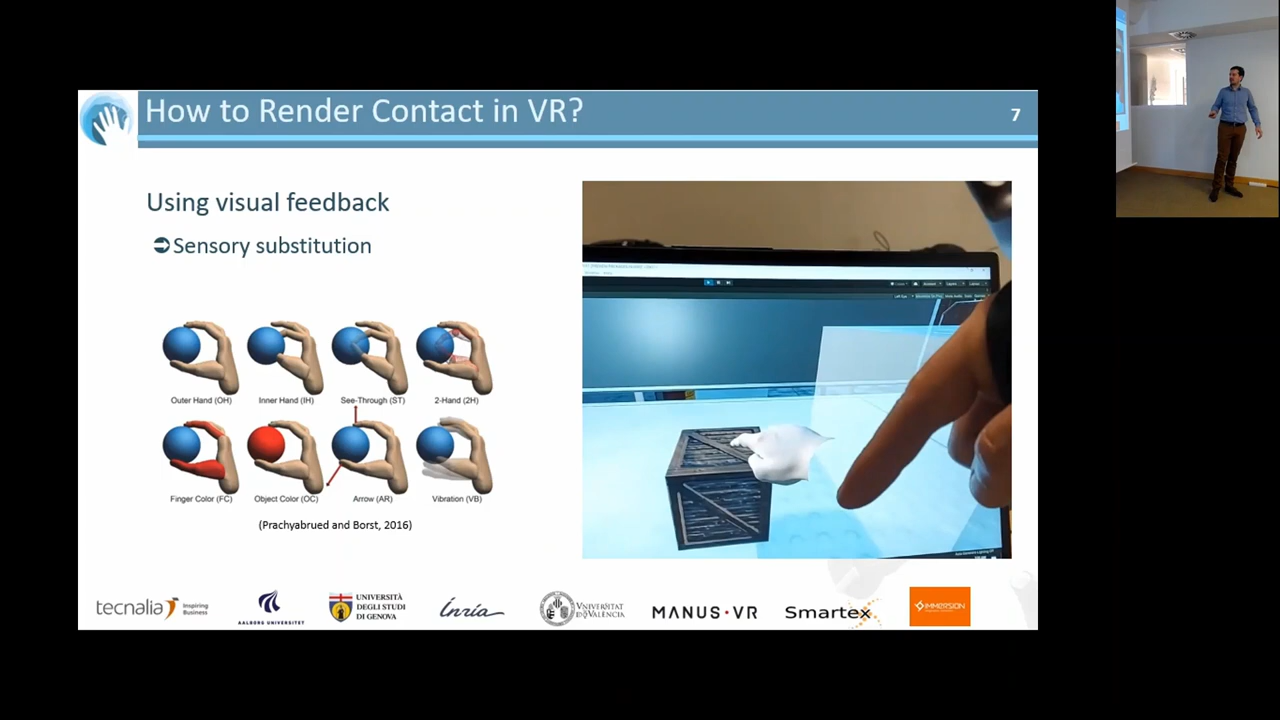 How to Render Contact in VR?
7
Using visual feedback
➲Sensory substitution
Outer Hand (OH)
Inner Hand (IH)
See-Through (ST)
2-Hand (2H)
Finger Color (FC)
Object Color (OC)
Arrow (AR)
Vibration (VB)
(Prachyabrued and Borst, 2016)
tecnalia
Inspiring
Business
AALBORG UNIVERSITET
UNIVERSITÀ
DEGLI STUDI
DI GENOVA
Inria
VNIVERSITAT
D VALÈNCIA
MANUS·VR
Smartex
IMMERSION